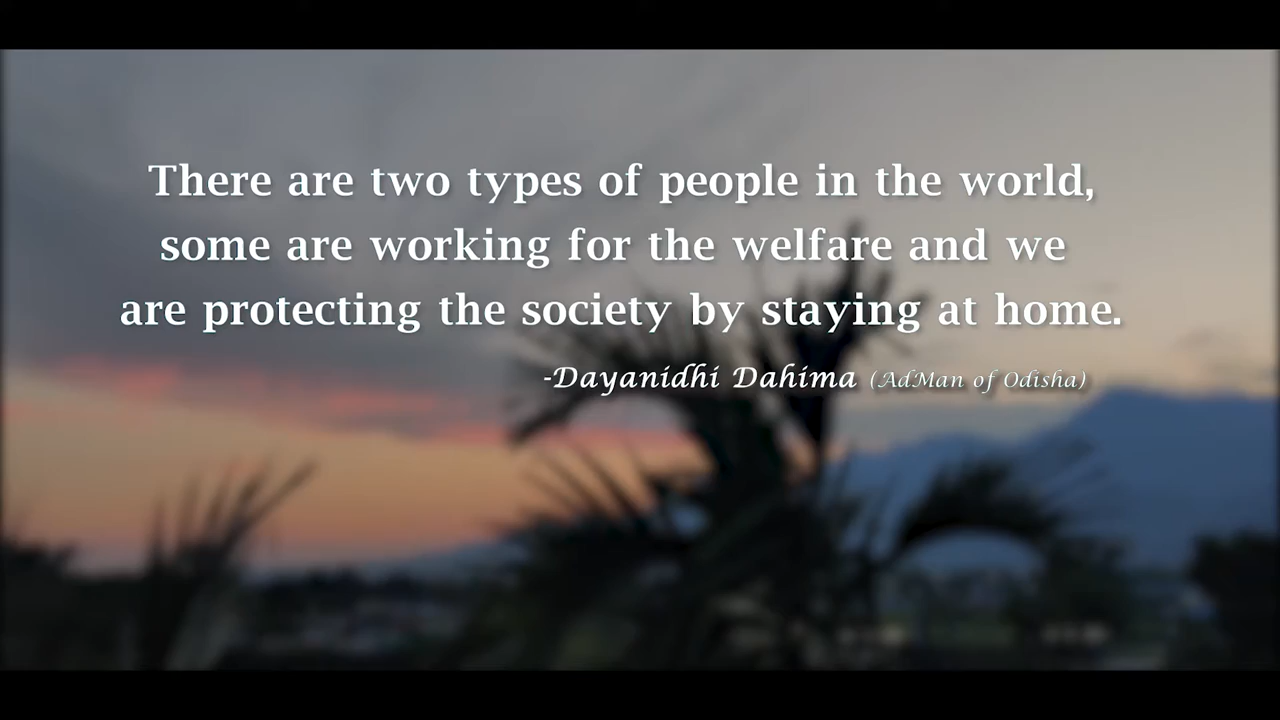 There are two types of people in the world,
some are working for the welfare and we
are protecting the society by staying at home.
-Dayanidhi Dahima (AdMan of Odisha)